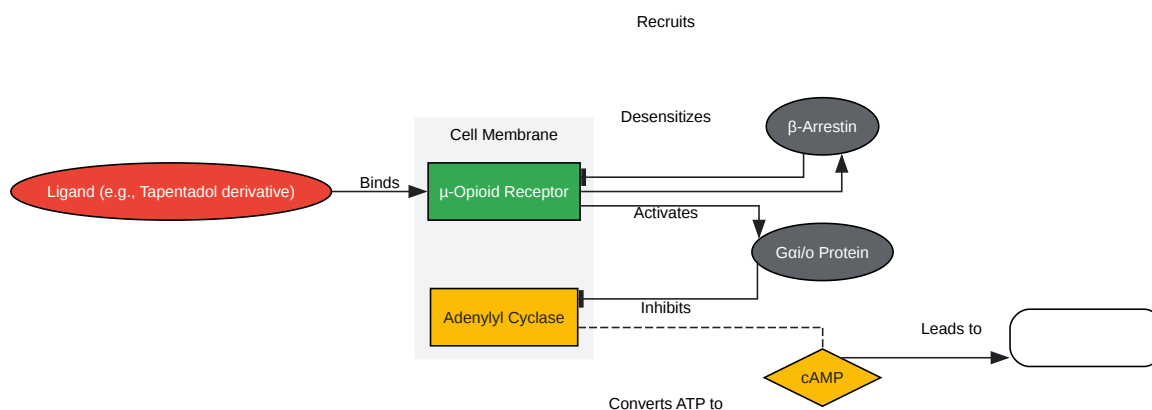 Recruits
Desensitizes
β-Arrestin
Cell Membrane
Ligand (e.g., Tapentadol derivative)
Binds
µ-Opioid Receptor
Activates
Gαi/o Protein
Adenylyl Cyclase
Inhibits
Leads to
cAMP
Converts ATP to